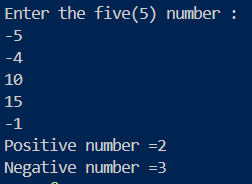 Enter the five(5) number :
-5
-4
10
15
-1
Positive number =2
Negative number =3